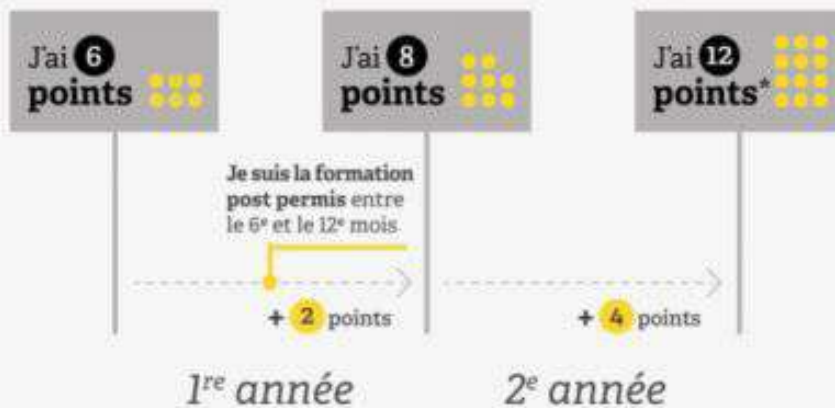 J'ai 6
points
J'ai 8
points
J'ai 12
points*
Je suis la formation
post permis entre
le 6e et le 12e mois
+ 2 points
+ 4 points
1re année
2e année